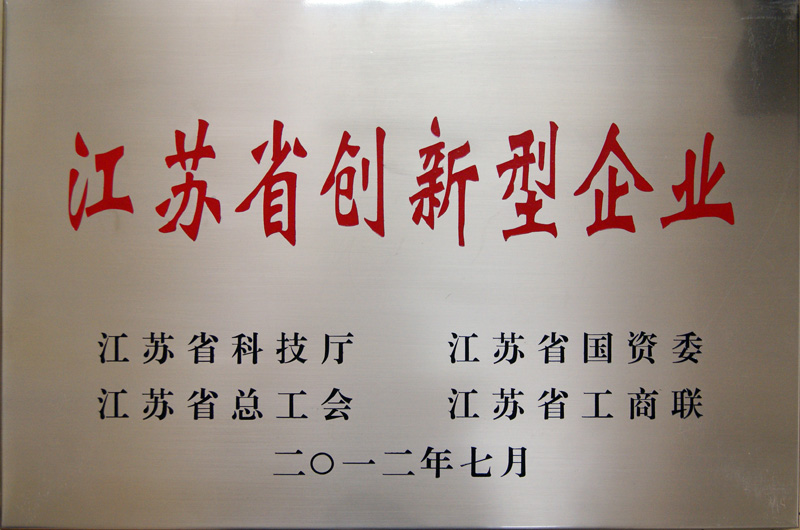 江苏省创新型企业
江苏省科技厅 江苏省国资委
江苏省总工会 江苏省工商联
二〇一二年七月